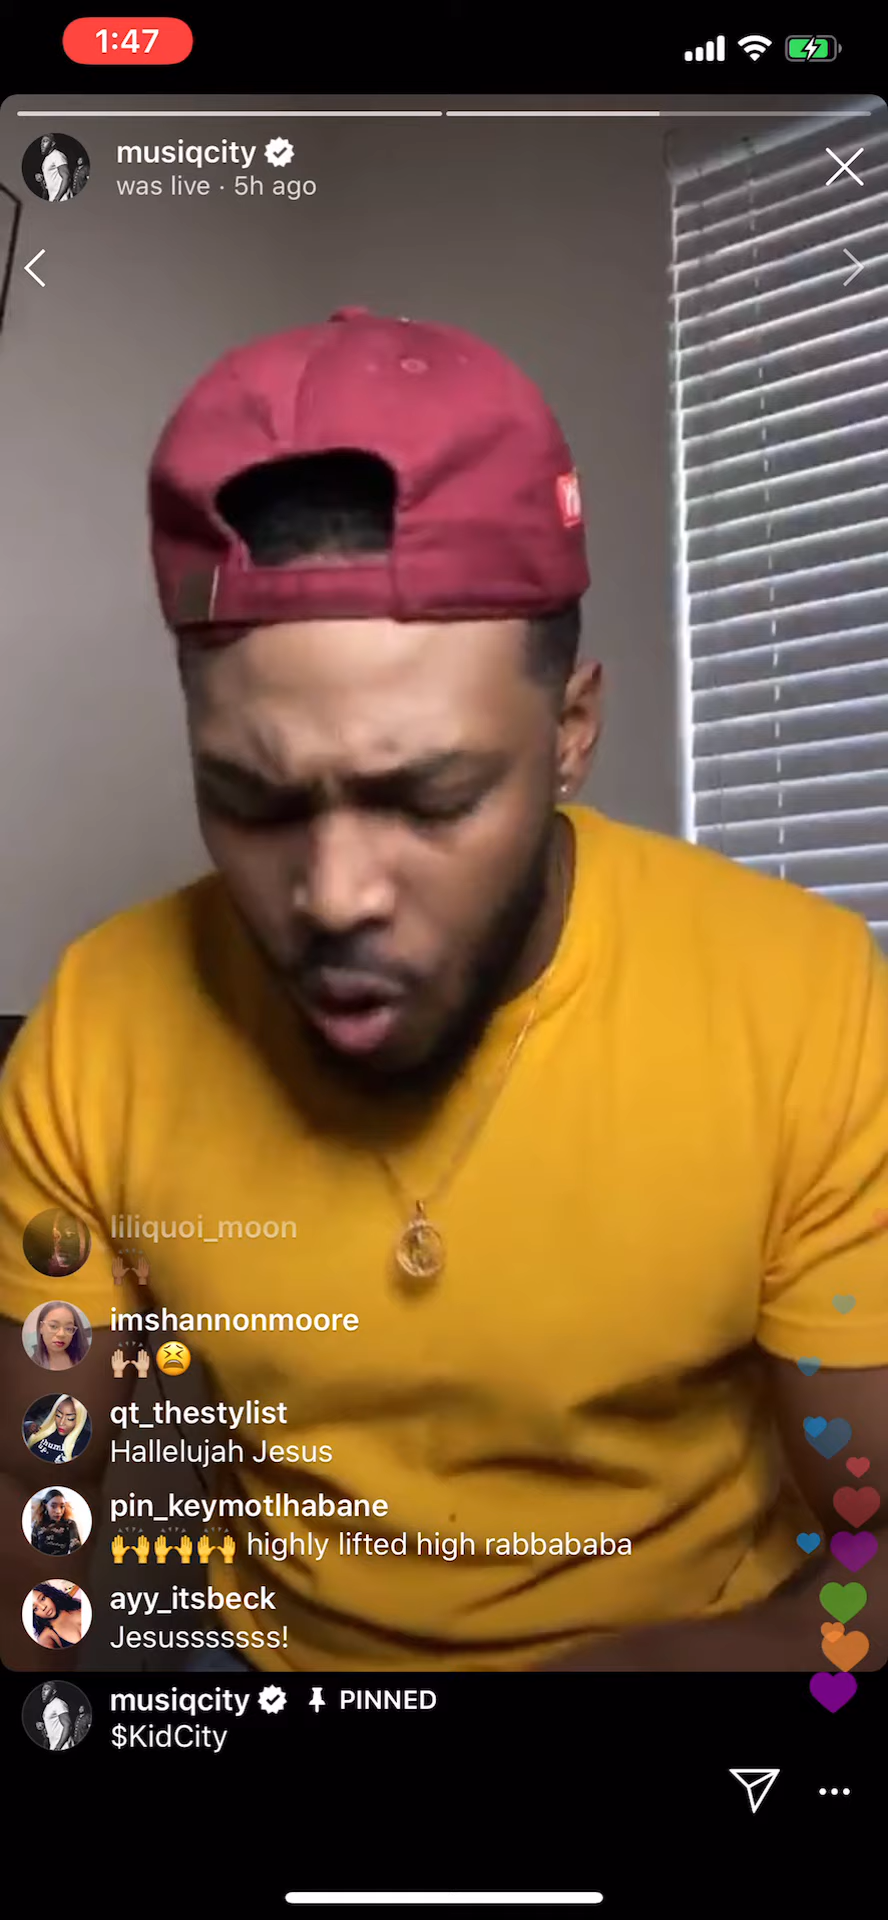 1:47
musiqcity
was live · 5h ago
liliquoi_moon
🙌🏾
imshannonmoore
🙌🏼😫
qt_thestylist
Hallelujah Jesus
pin_keymotlhabane
🙌🙌🙌 highly lifted high rabbababa
ayy_itsbeck
Jesusssssss!
musiqcity PINNED
$KidCity